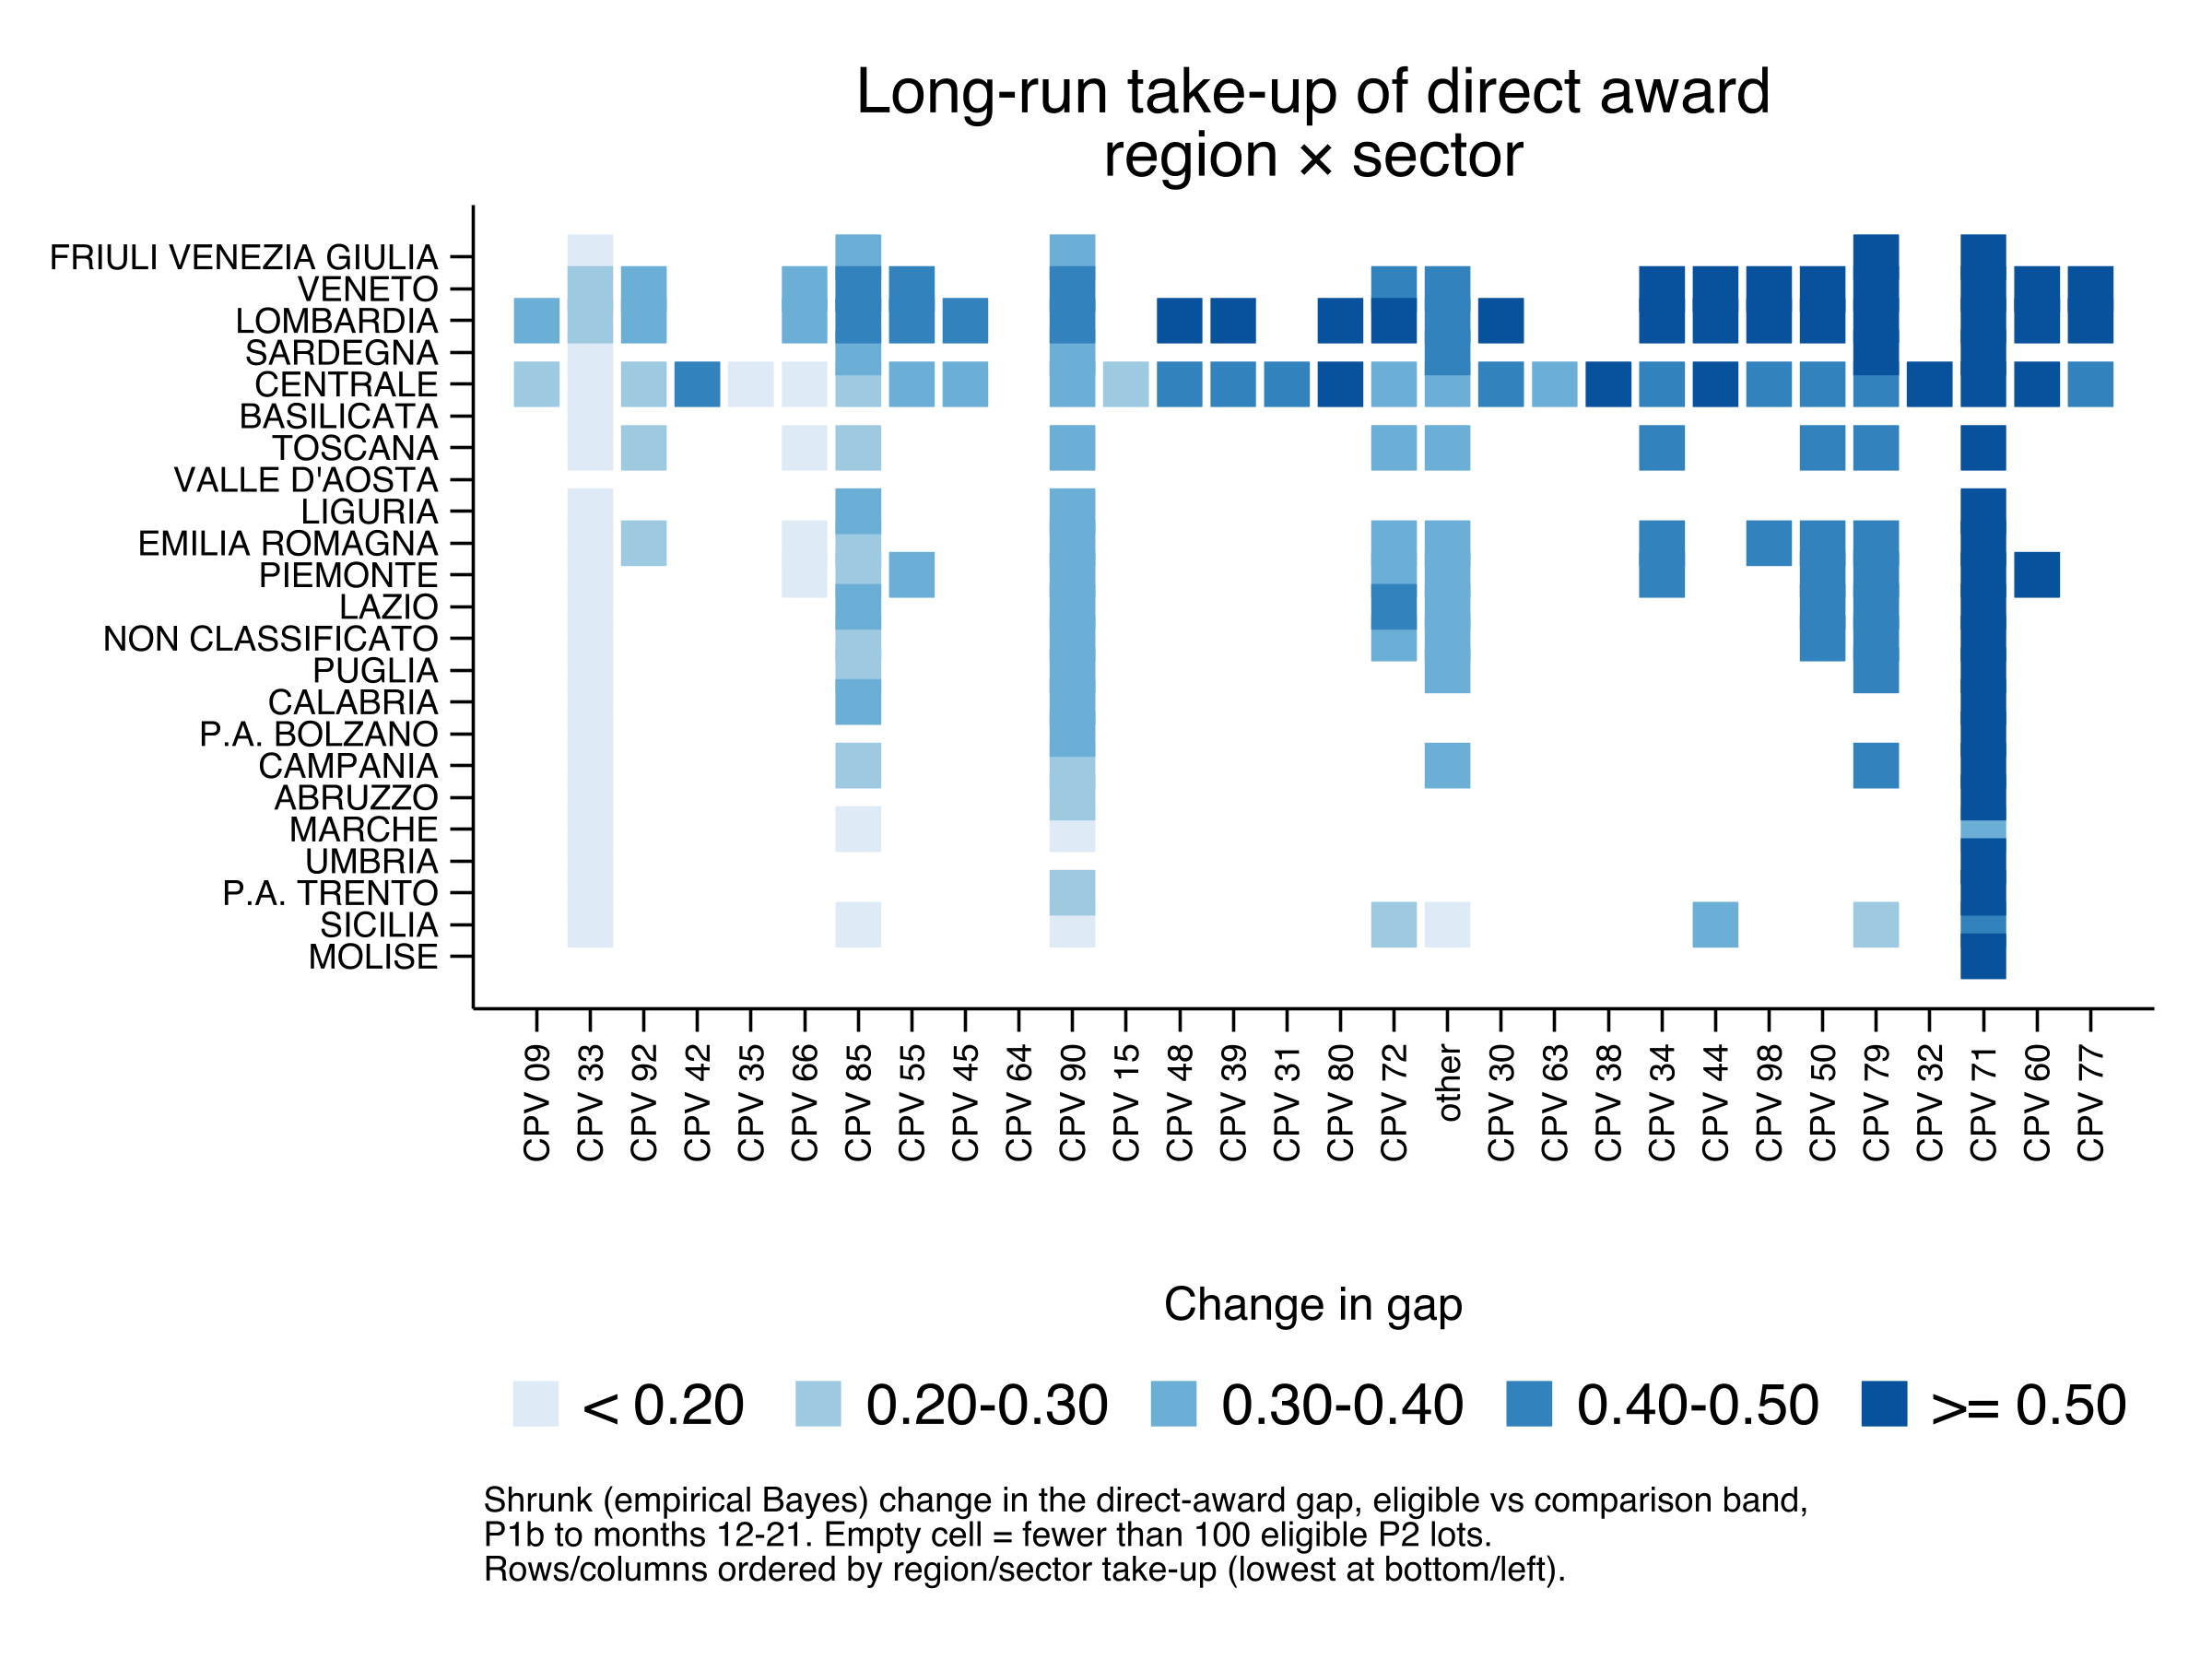 Long-run take-up of direct award
region × sector
FRIULI VENEZIA GIULIA
VENETO
LOMBARDIA
SARDEGNA
CENTRALE
BASILICATA
TOSCANA
VALLE D'AOSTA
LIGURIA
EMILIA ROMAGNA
PIEMONTE
LAZIO
NON CLASSIFICATO
PUGLIA
CALABRIA
P.A. BOLZANO
CAMPANIA
ABRUZZO
MARCHE
UMBRIA
P.A. TRENTO
SICILIA
MOLISE
CPV 09
CPV 33
CPV 92
CPV 42
CPV 35
CPV 66
CPV 85
CPV 55
CPV 45
CPV 64
CPV 90
CPV 15
CPV 48
CPV 39
CPV 31
CPV 80
CPV 72
other
CPV 30
CPV 63
CPV 38
CPV 34
CPV 44
CPV 98
CPV 50
CPV 79
CPV 32
CPV 71
CPV 60
CPV 77
Change in gap
< 0.20
0.20-0.30
0.30-0.40
0.40-0.50
>= 0.50
Shrunk (empirical Bayes) change in the direct-award gap, eligible vs comparison band,
P1b to months 12-21. Empty cell = fewer than 100 eligible P2 lots.
Rows/columns ordered by region/sector take-up (lowest at bottom/left).